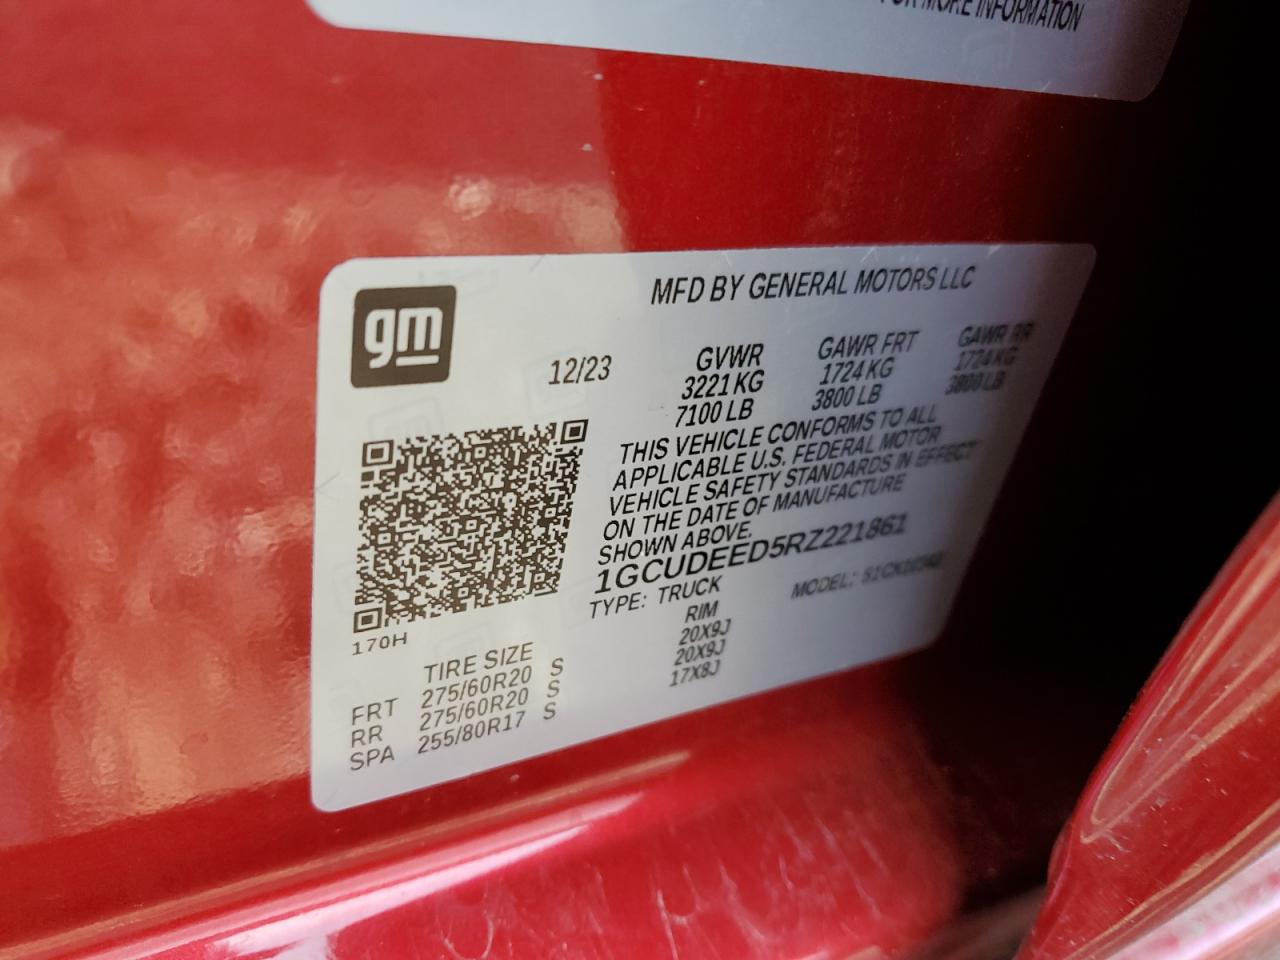 FOR MORE INFORMATION
gm
MFD BY GENERAL MOTORS LLC
12/23
GVWR GAWR FRT GAWR RR
3221 KG 1724 KG 1724 KG
7100 LB 3800 LB 3800 LB
THIS VEHICLE CONFORMS TO ALL
APPLICABLE U.S. FEDERAL MOTOR
VEHICLE SAFETY STANDARDS IN EFFECT
ON THE DATE OF MANUFACTURE
SHOWN ABOVE.
1GCUDEED5RZ221861
TYPE: TRUCK MODEL:
170H
TIRE SIZE RIM
FRT 275/60R20 S 20X9J
RR 275/60R20 S 20X9J
SPA 255/80R17 S 17X8J